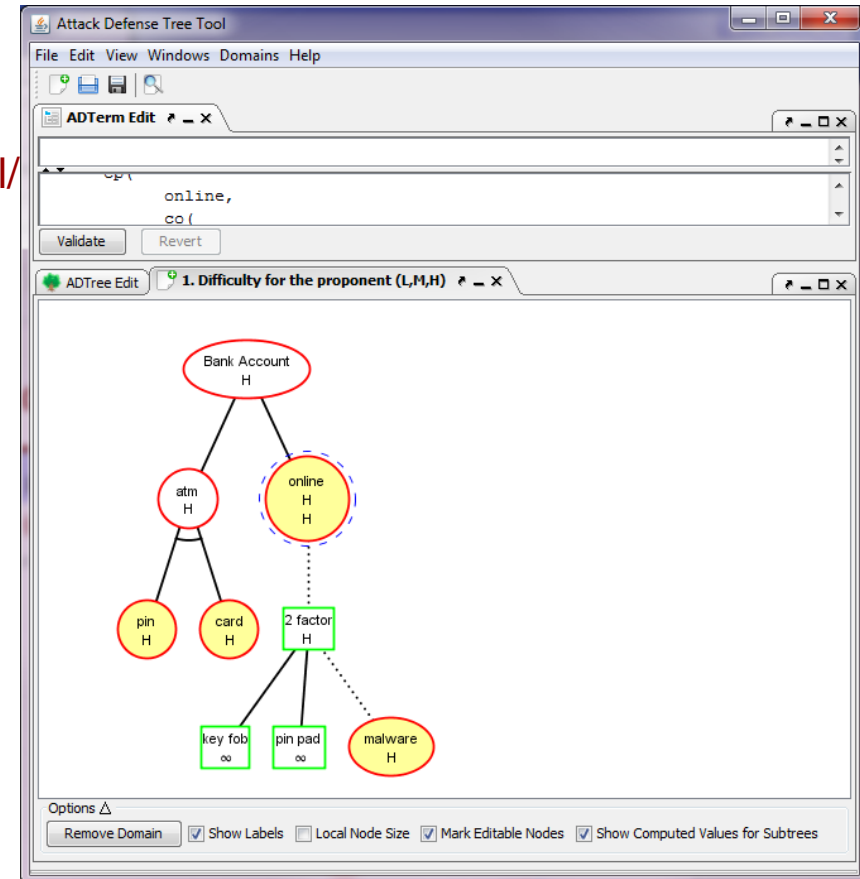 Attack Defense Tree Tool
File Edit View Windows Domains Help
ADTerm Edit
l/
cp(
online,
co(
Validate Revert
ADTree Edit 1. Difficulty for the proponent (L,M,H)
Bank Account
H
atm
H
online
H
H
pin
H
card
H
2 factor
H
key fob
∞
pin pad
∞
malware
H
Options Δ
Remove Domain Show Labels Local Node Size Mark Editable Nodes Show Computed Values for Subtrees